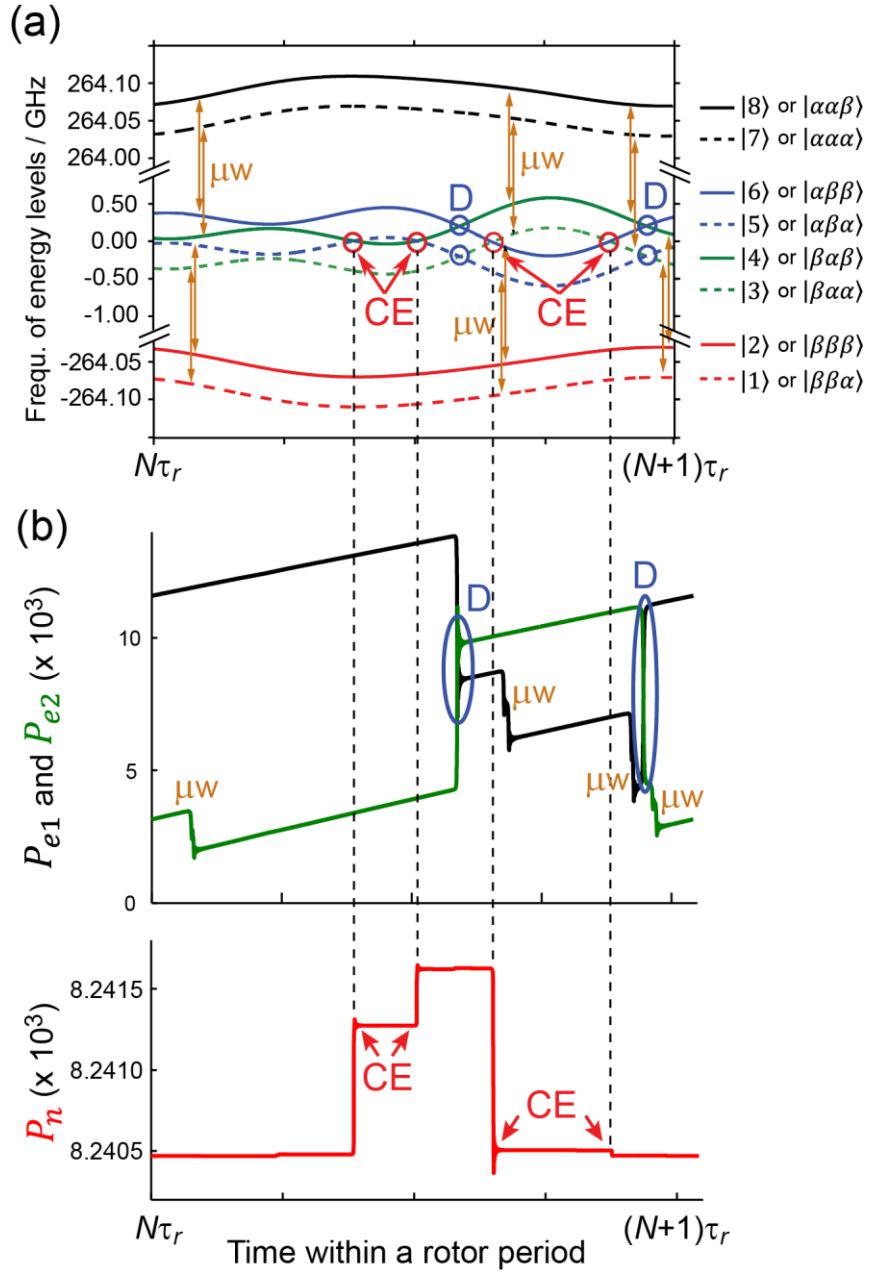 (a)
Frequ. of energy levels / GHz
264.10
264.05
264.00
0.50
0.00
-0.50
-1.00
-264.05
-264.10
μw
μw
μw
D
D
CE
CE
|8⟩ or |ααβ⟩
|7⟩ or |ααα⟩
|6⟩ or |αββ⟩
|5⟩ or |αβα⟩
|4⟩ or |βαβ⟩
|3⟩ or |βαα⟩
|2⟩ or |βββ⟩
|1⟩ or |ββα⟩
Nτr
(N+1)τr
(b)
Pe1 and Pe2 (x 10³)
10
5
0
D
D
μw
μw
μw
μw
Pn (x 10³)
8.2415
8.2410
8.2405
CE
CE
Nτr
(N+1)τr
Time within a rotor period